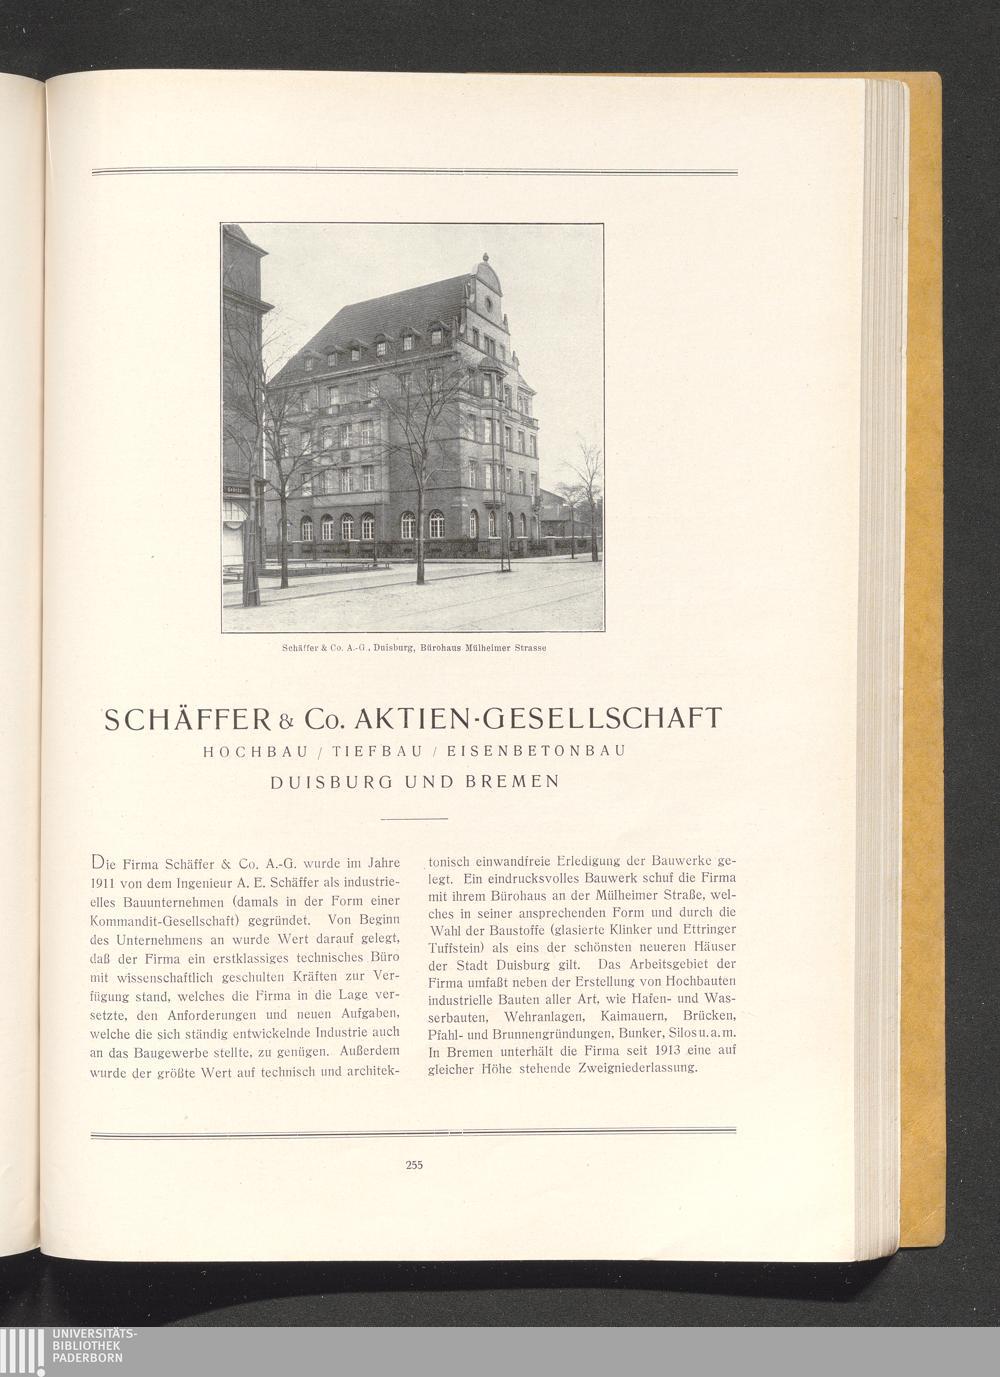 Schäffer & Co. A.-G., Duisburg, Bürohaus Mülheimer Strasse
SCHÄFFER & Co. AKTIEN-GESELLSCHAFT
HOCHBAU / TIEFBAU / EISENBETONBAU
DUISBURG UND BREMEN
Die Firma Schäffer & Co. A.-G. wurde im Jahre
1911 von dem Ingenieur A. E. Schäffer als industrie-
elles Bauunternehmen (damals in der Form einer
Kommandit-Gesellschaft) gegründet. Von Beginn
des Unternehmens an wurde Wert darauf gelegt,
daß der Firma ein erstklassiges technisches Büro
mit wissenschaftlich geschulten Kräften zur Ver-
fügung stand, welches die Firma in die Lage ver-
setzte, den Anforderungen und neuen Aufgaben,
welche die sich ständig entwickelnde Industrie auch
an das Baugewerbe stellte, zu genügen. Außerdem
wurde der größte Wert auf technisch und architek-
tonisch einwandfreie Erledigung der Bauwerke ge-
legt. Ein eindrucksvolles Bauwerk schuf die Firma
mit ihrem Bürohaus an der Mülheimer Straße, wel-
ches in seiner ansprechenden Form und durch die
Wahl der Baustoffe (glasierte Klinker und Ettringer
Tuffstein) als eins der schönsten neueren Häuser
der Stadt Duisburg gilt. Das Arbeitsgebiet der
Firma umfaßt neben der Erstellung von Hochbauten
industrielle Bauten aller Art, wie Hafen- und Was-
serbauten, Wehranlagen, Kaimauern, Brücken,
Pfahl- und Brunnengründungen, Bunker, Silos u. a. m.
In Bremen unterhält die Firma seit 1913 eine auf
gleicher Höhe stehende Zweigniederlassung.
255
UNIVERSITÄTS-
BIBLIOTHEK
PADERBORN